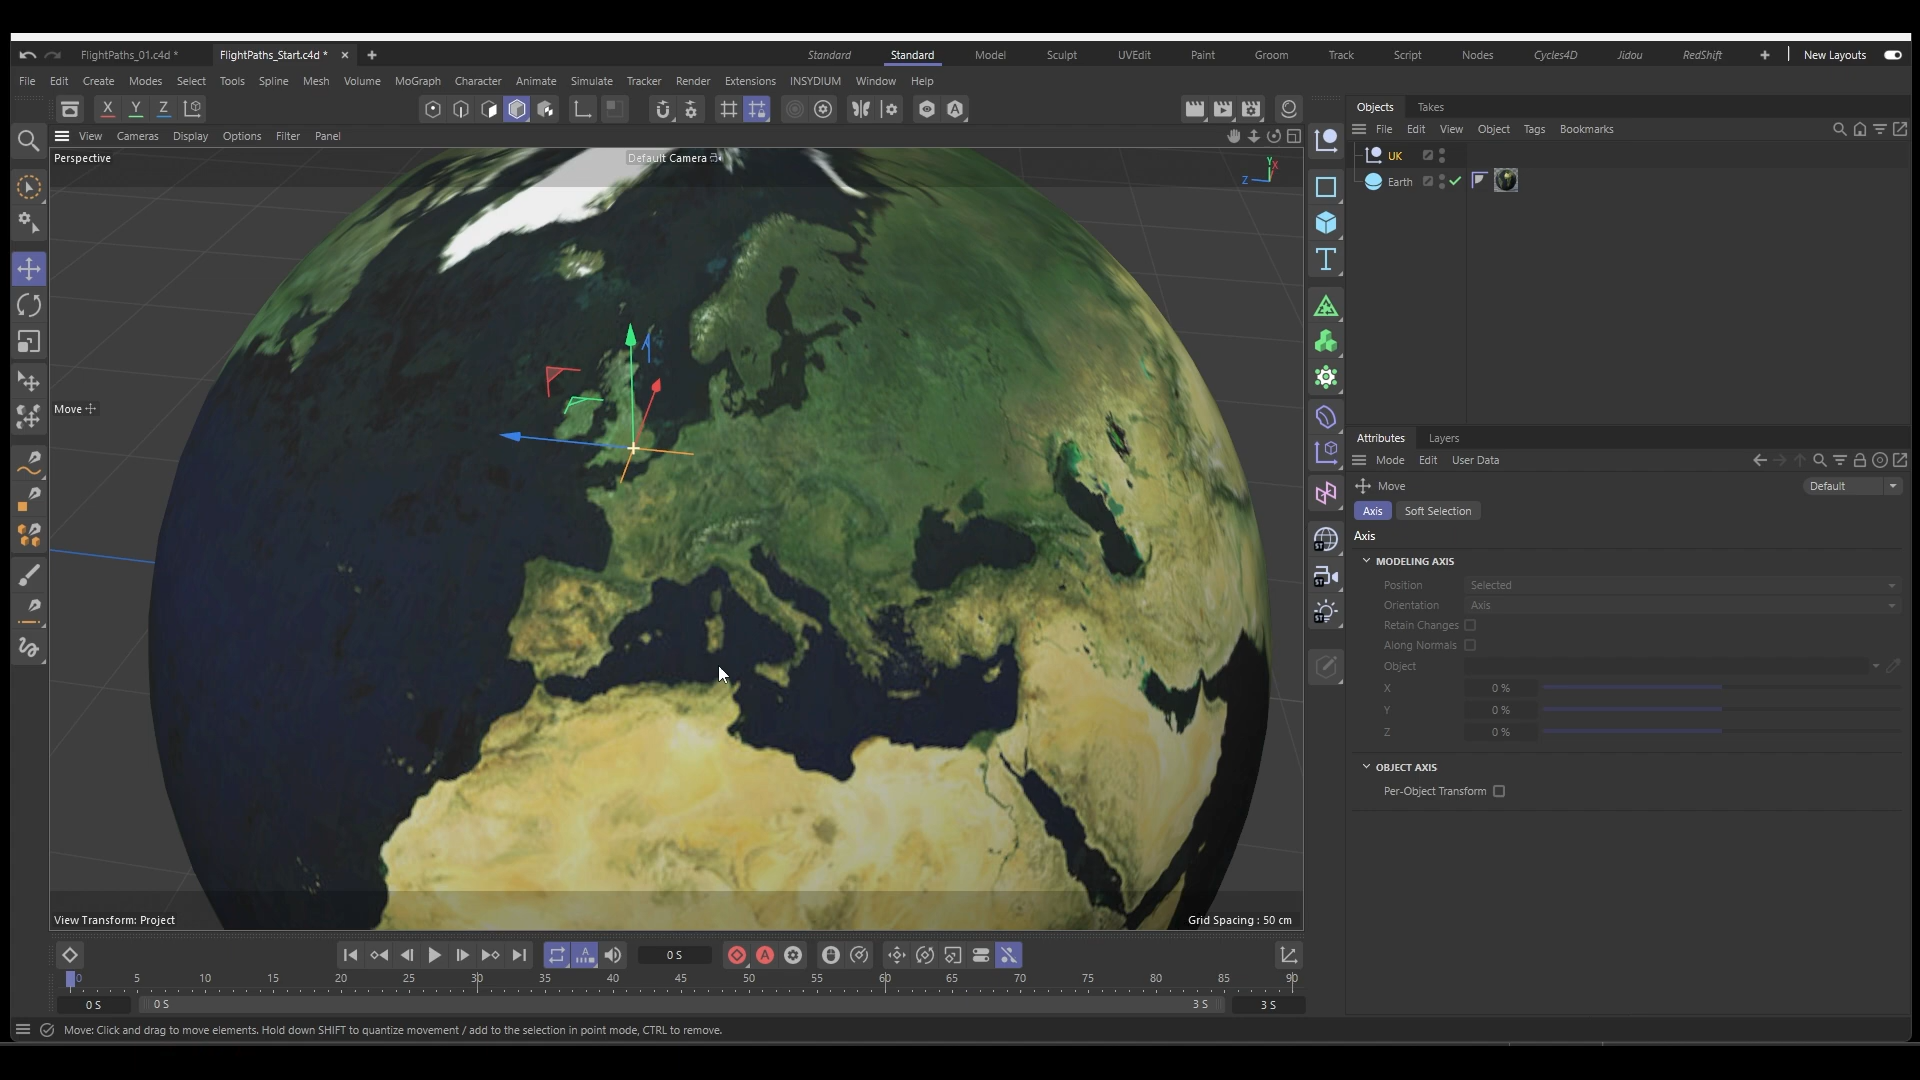 FlightPaths_01.c4d *
FlightPaths_Start.c4d *
Standard Standard Model Sculpt UVEdit Paint Groom Track Script Nodes Cycles4D Jidou RedShift New Layouts
File Edit Create Modes Select Tools Spline Mesh Volume MoGraph Character Animate Simulate Tracker Render Extensions INSYDIUM Window Help
X Y Z
Objects Takes
View Cameras Display Options Filter Panel
File Edit View Object Tags Bookmarks
Perspective
Default Camera
Y X
Z
UK
Earth
Move
Attributes Layers
Mode Edit User Data
Move
Default
Axis Soft Selection
Axis
MODELING AXIS
Position Selected
Orientation Axis
Retain Changes
Along Normals
Object
X 0 %
Y 0 %
Z 0 %
OBJECT AXIS
Per-Object Transform
View Transform: Project
Grid Spacing : 50 cm
0 S
0 5 10 15 20 25 30 35 40 45 50 55 60 65 70 75 80 85 90
0 S 0 S 3 S 3 S
Move: Click and drag to move elements. Hold down SHIFT to quantize movement / add to the selection in point mode, CTRL to remove.